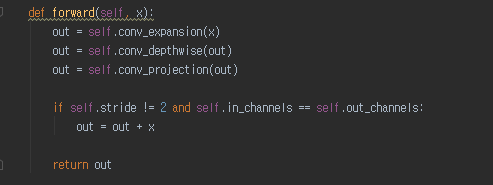 def forward(self, x):
    out = self.conv_expansion(x)
    out = self.conv_depthwise(out)
    out = self.conv_projection(out)

    if self.stride != 2 and self.in_channels == self.out_channels:
        out = out + x

    return out